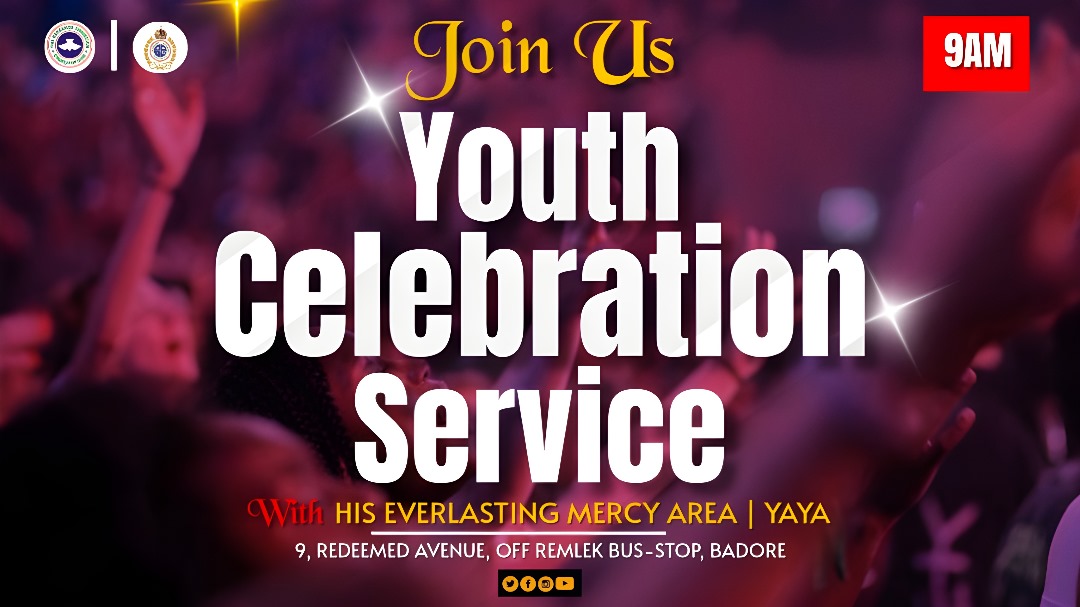 Join Us
9AM
Youth
Celebration
Service
With HIS EVERLASTING MERCY AREA | YAYA
9, REDEEMED AVENUE, OFF REMLEK BUS-STOP, BADORE